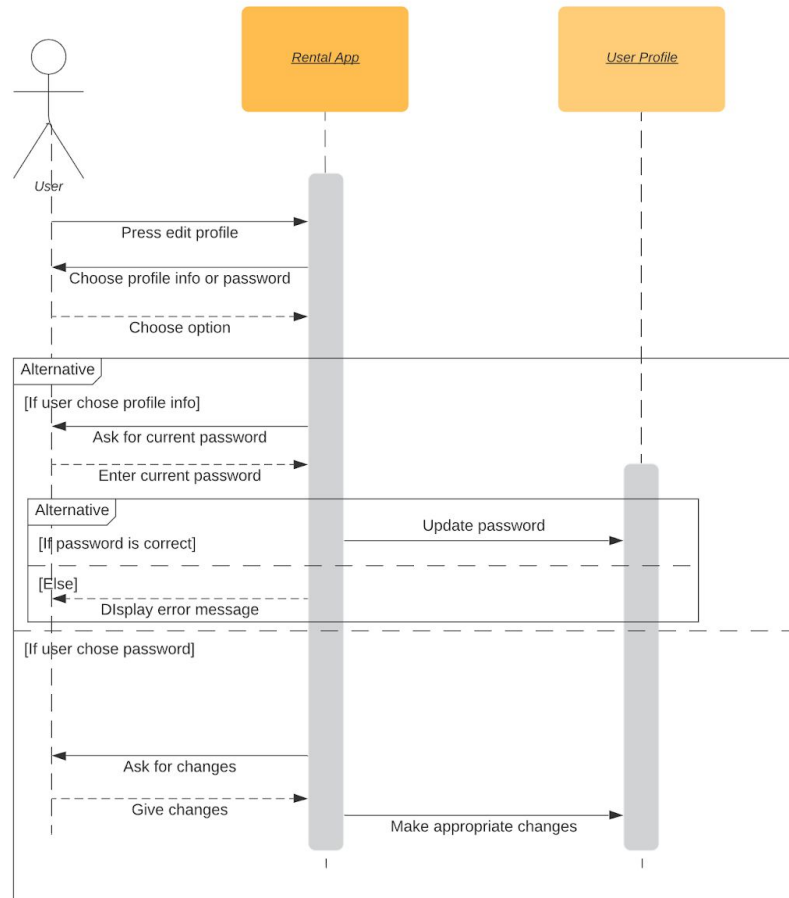 Rental App
User Profile
User
Press edit profile
Choose profile info or password
Choose option
Alternative
[If user chose profile info]
Ask for current password
Enter current password
Alternative
Update password
[If password is correct]
[Else]
DIsplay error message
[If user chose password]
Ask for changes
Give changes
Make appropriate changes